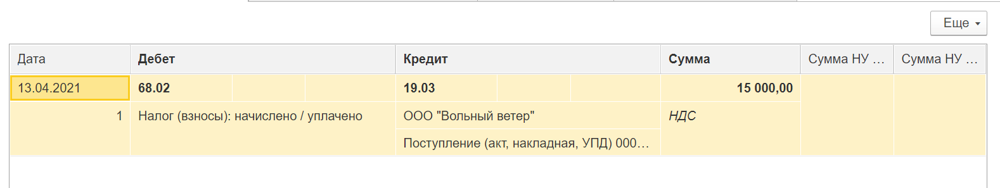 Еще
Дата Дебет Кредит Сумма Сумма НУ ... Сумма НУ ...
13.04.2021 68.02 19.03 15 000,00
1 Налог (взносы): начислено / уплачено ООО "Вольный ветер" НДС
Поступление (акт, накладная, УПД) 000...